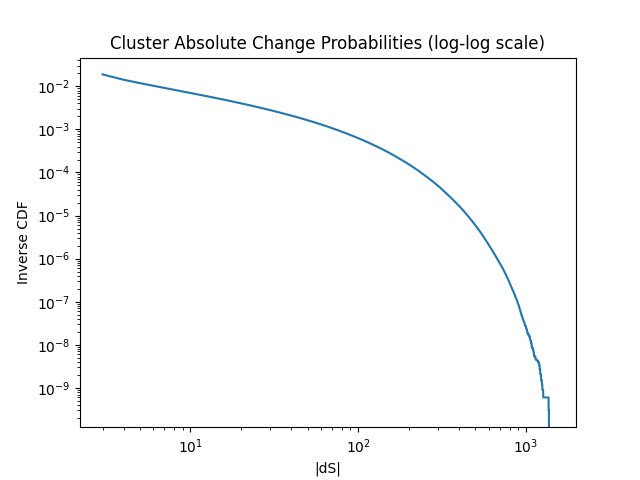 Cluster Absolute Change Probabilities (log-log scale)
10⁻²
10⁻³
10⁻⁴
10⁻⁵
10⁻⁶
10⁻⁷
10⁻⁸
10⁻⁹
Inverse CDF
10¹ 10² 10³
|dS|